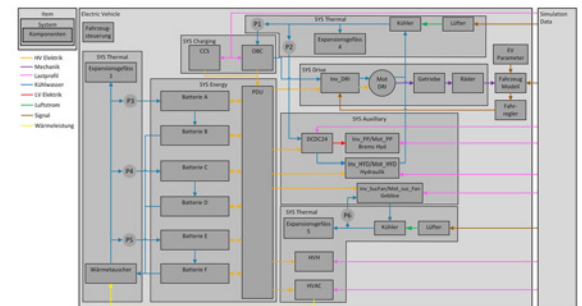 Item
System
Komponenten
HV Elektrik
Mechanik
Lastprofil
Kühlwasser
LV Elektrik
Luftstrom
Signal
Wärmeleistung
Electric Vehicle
Fahrzeug-
steuerung
SYS Thermal
Expansionsgefäss
1
P3
P4
P5
Wärmetauscher
SYS Charging
CCS
OBC
SYS Energy
Batterie A
Batterie B
Batterie C
Batterie D
Batterie E
Batterie F
PDU
P1
P2
SYS Thermal
Expansionsgefäss
4
Kühler
Lüfter
SYS Drive
Inv_DRI
Mot
DRI
Getriebe
Räder
EV
Parameter
Fahrzeug
Modell
Fahr-
regler
SYS Auxiliary
DCDC24
Inv_PP/Mot_PP
Brems Hyd
Inv_HYD/Mot_HYD
Hydraulik
Inv_SusFan/Mot_sus_Fan
Gebläse
P6
SYS Thermal
Expansionsgefäss
5
Kühler
Lüfter
HVH
HVAC
Simulation
Data